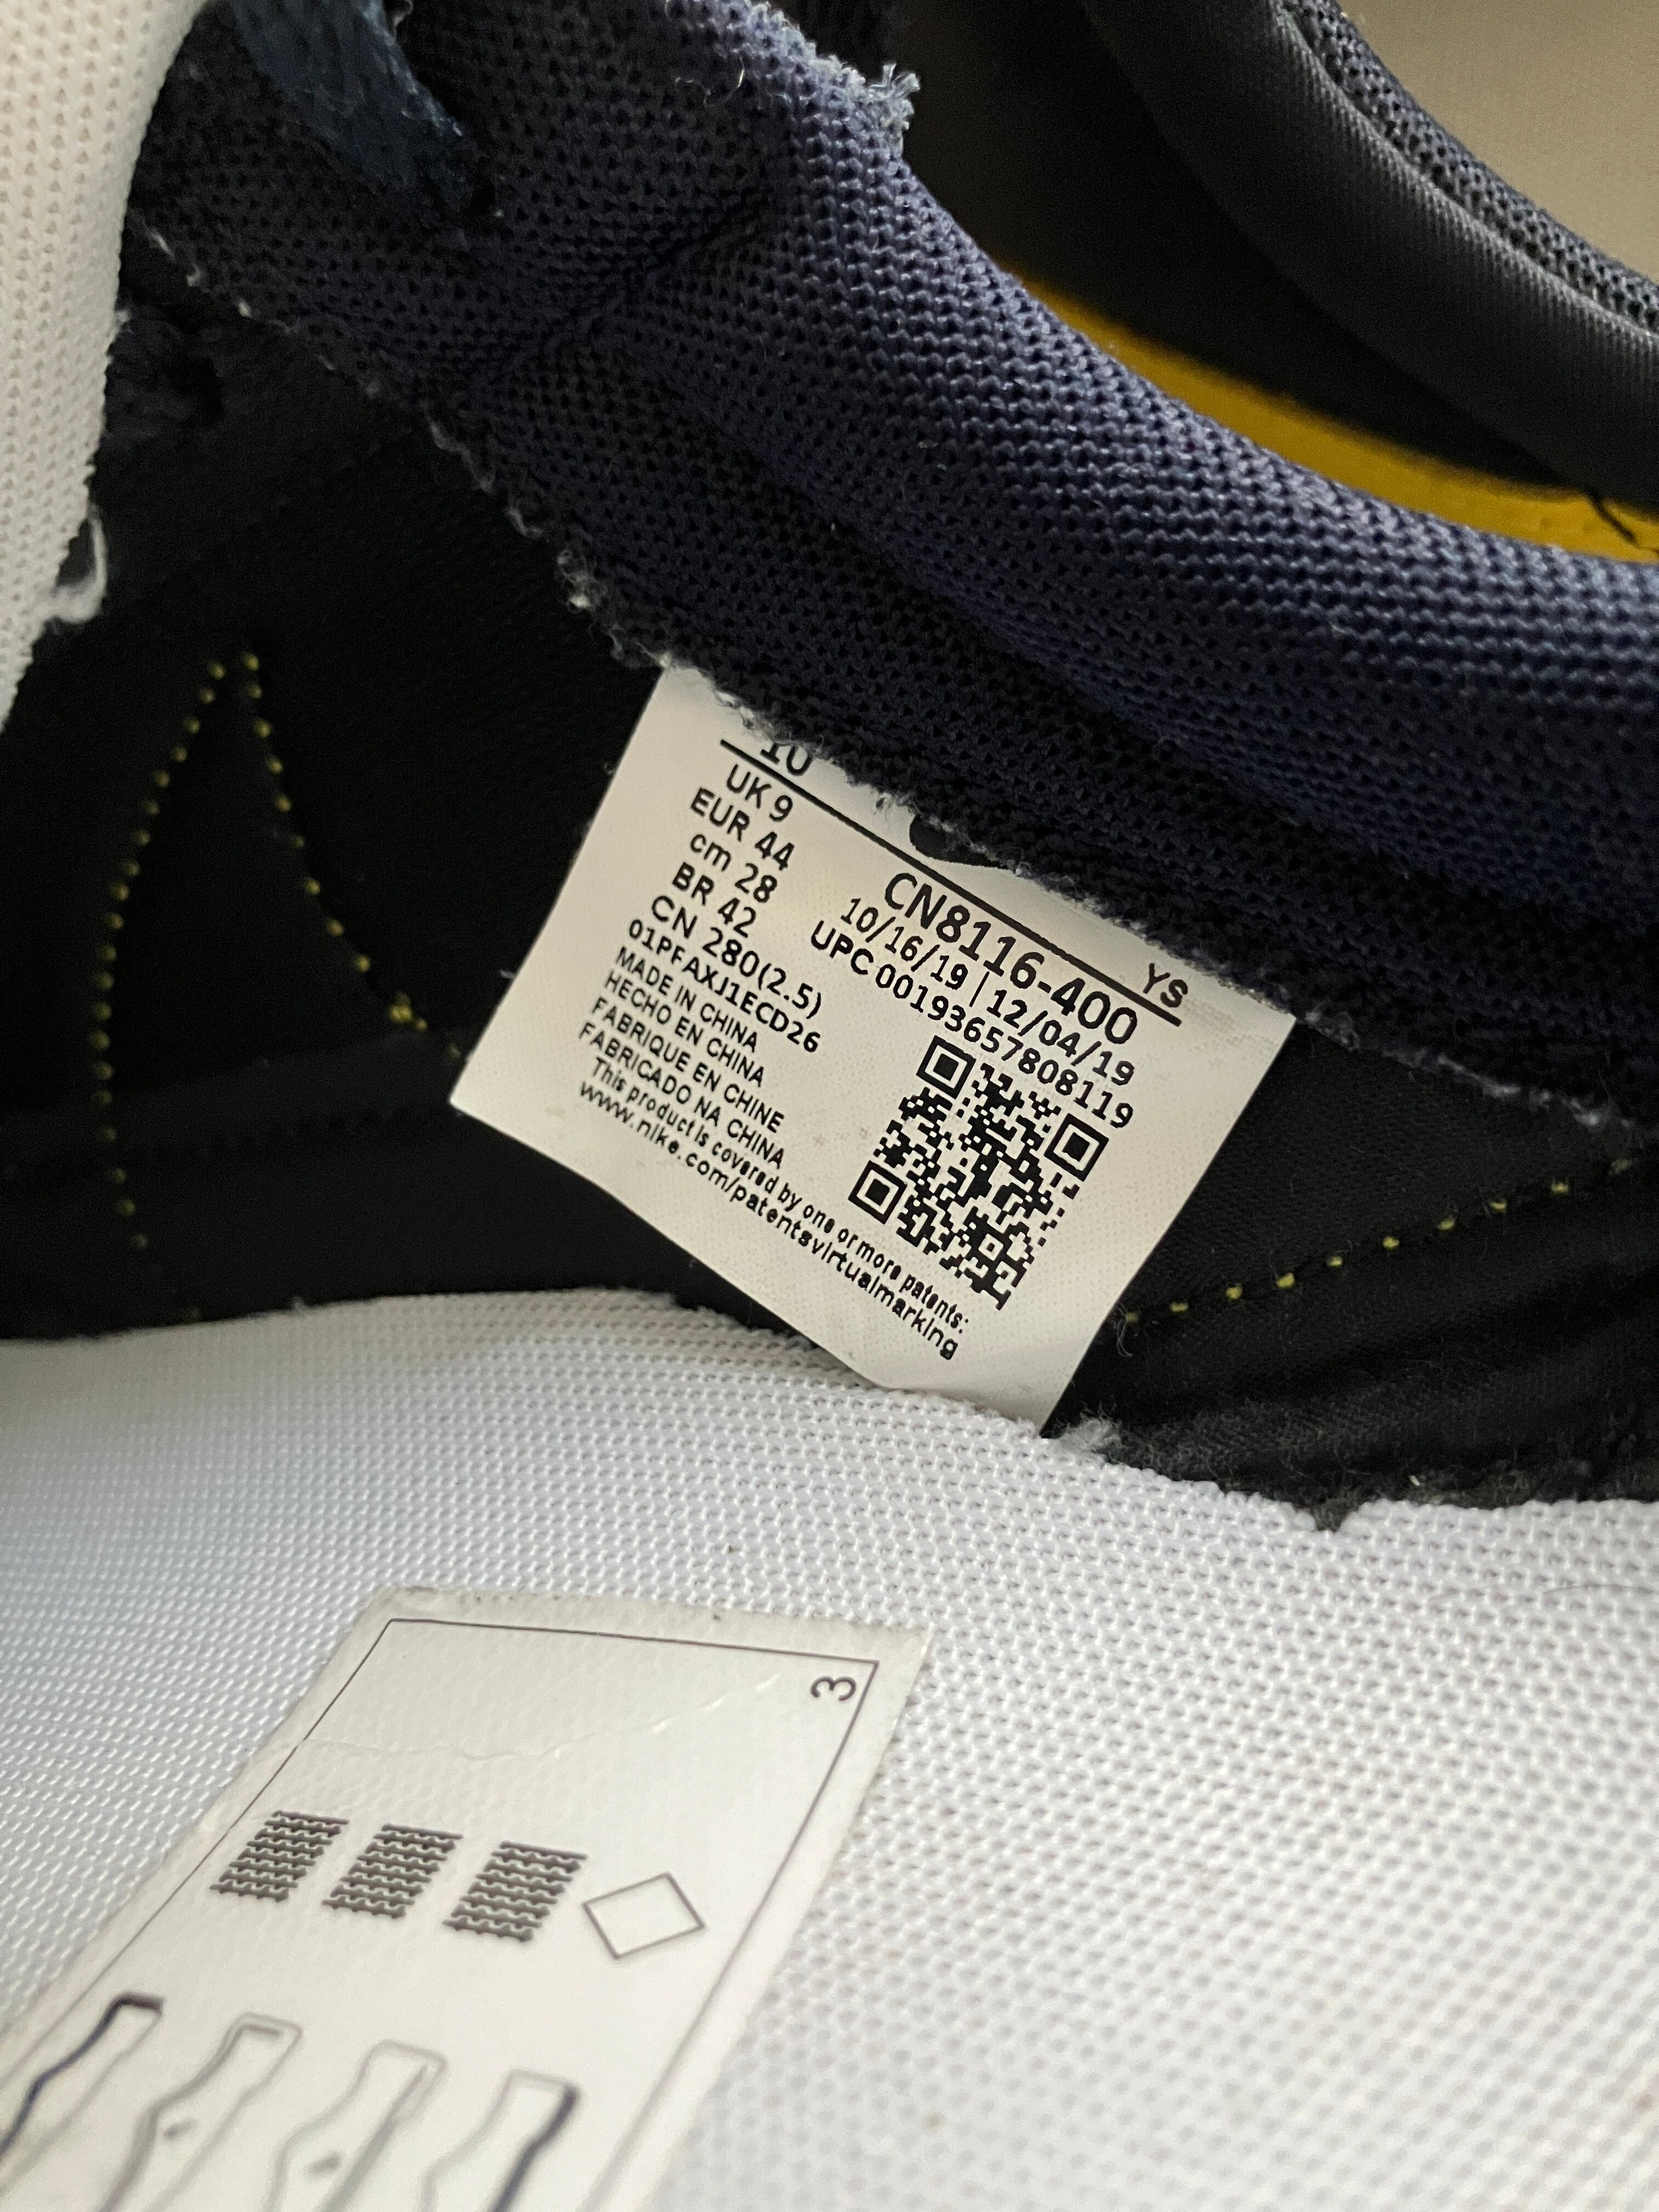 10
UK 9
EUR 44
cm 28
BR 42
CN 280(2.5)
01PFAXJ1ECD26
MADE IN CHINA
HECHO EN CHINA
FABRIQUE EN CHINE
FABRICADO NA CHINA
This product is covered by one or more patents:
www.nike.com/patentsvirtualmarking
YS
CN8116-400
10/16/19 | 12/04/19
UPC 00193657808119
3